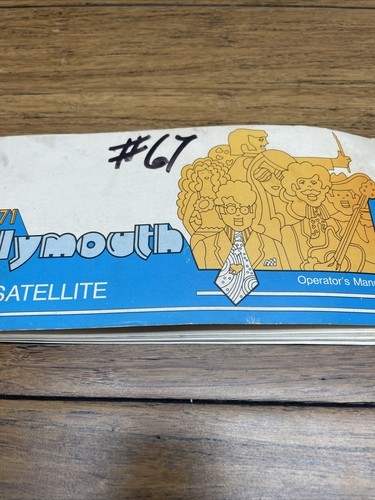 #67
71
lymouth
SATELLITE
Operator's Manu